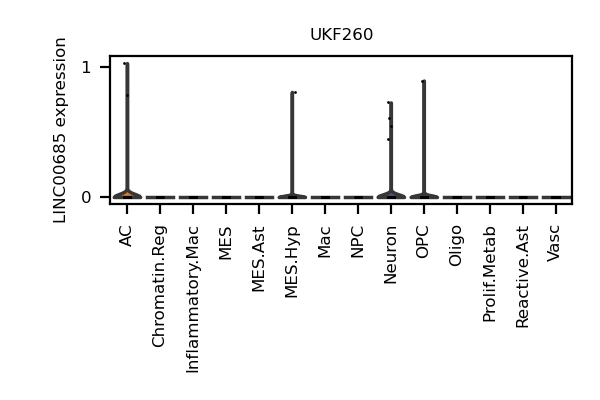 UKF260
LINC00685 expression
1
0
AC
Chromatin.Reg
Inflammatory.Mac
MES
MES.Ast
MES.Hyp
Mac
NPC
Neuron
OPC
Oligo
Prolif.Metab
Reactive.Ast
Vasc